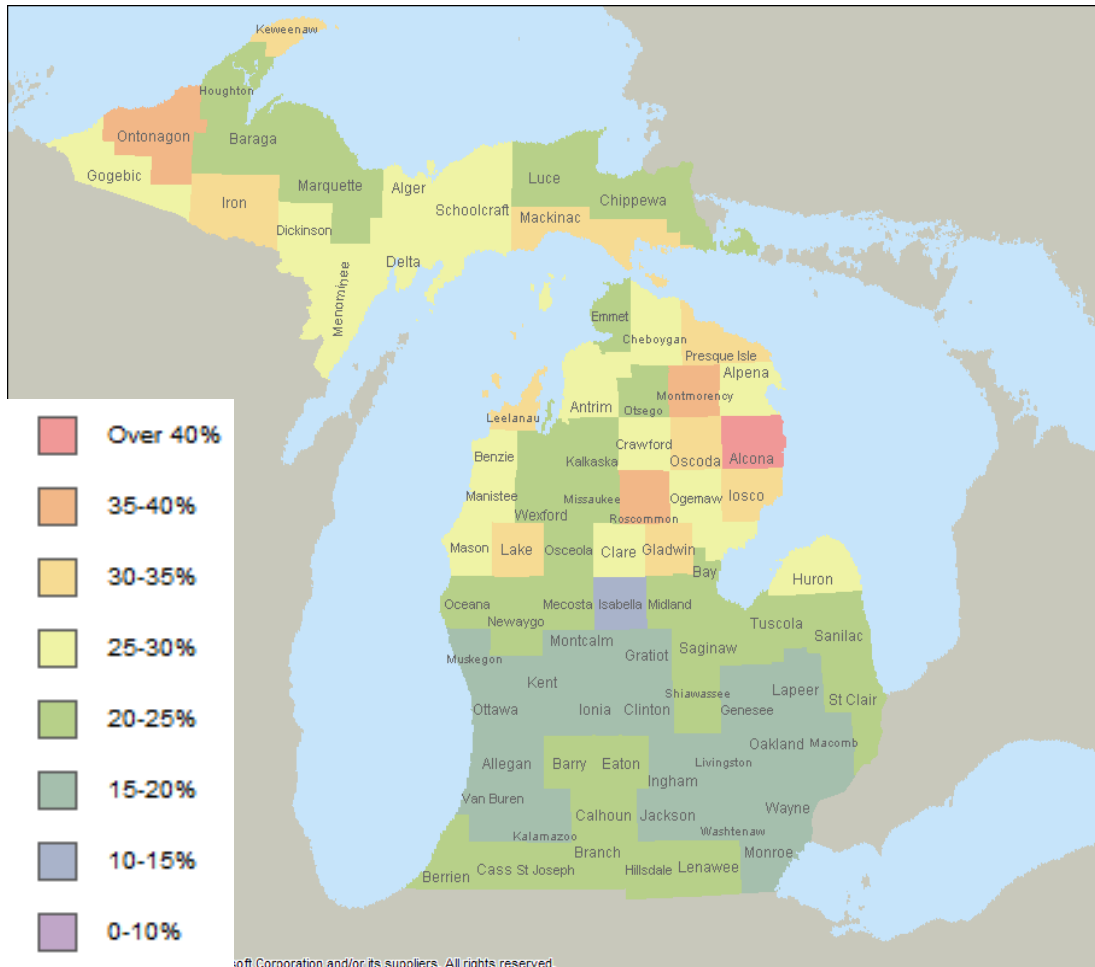 Keweenaw
Houghton
Ontonagon
Baraga
Gogebic
Marquette
Alger
Luce
Iron
Schoolcraft
Chippewa
Mackinac
Dickinson
Delta
Menominee
Emmet
Cheboygan
Presque Isle
Alpena
Montmorency
Antrim
Otsego
Leelanau
Crawford
Benzie
Kalkaska
Oscoda
Alcona
Manistee
Missaukee
Ogemaw
Iosco
Wexford
Roscommon
Mason
Lake
Osceola
Clare
Gladwin
Bay
Huron
Oceana
Mecosta
Isabella
Midland
Newaygo
Tuscola
Sanilac
Montcalm
Saginaw
Muskegon
Gratiot
Kent
Shiawassee
Lapeer
St Clair
Ottawa
Ionia
Clinton
Genesee
Oakland
Macomb
Allegan
Barry
Eaton
Livingston
Ingham
Van Buren
Calhoun
Jackson
Wayne
Kalamazoo
Washtenaw
Branch
Monroe
Berrien
Cass
St Joseph
Hillsdale
Lenawee
Over 40%
35-40%
30-35%
25-30%
20-25%
15-20%
10-15%
0-10%
soft Corporation and/or its suppliers. All rights reserved.